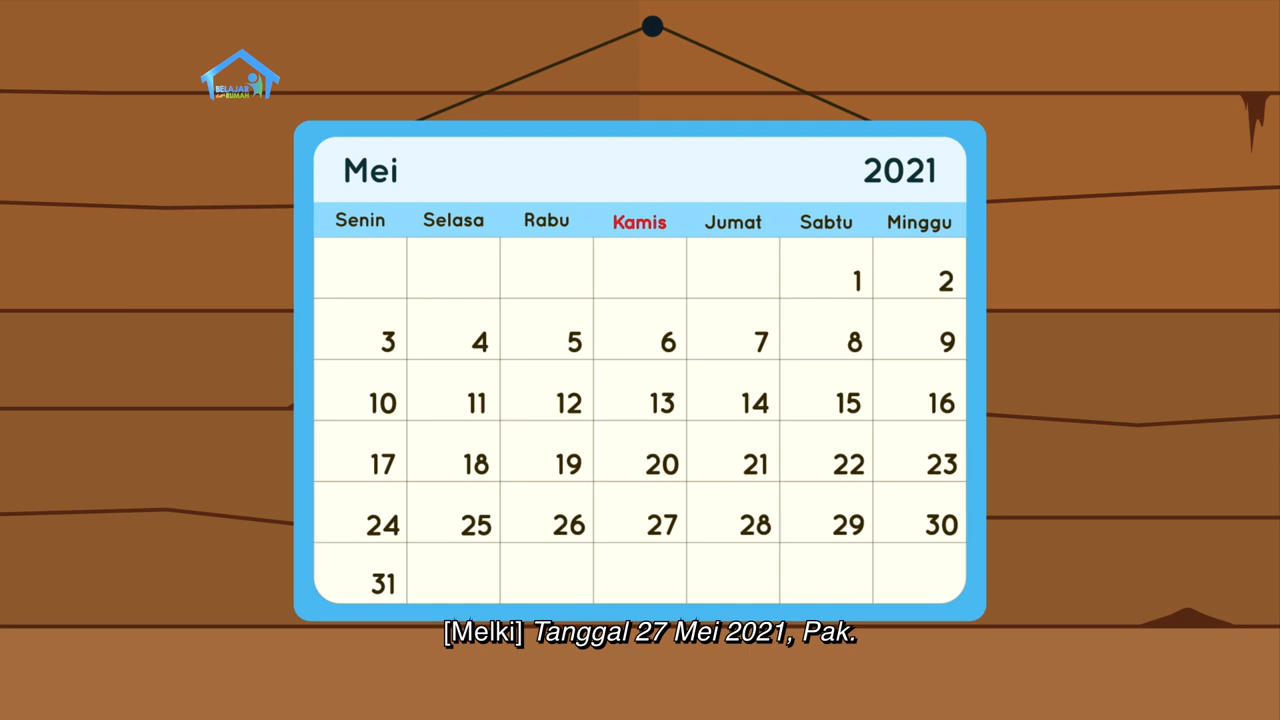 BELAJAR
dari RUMAH
Mei 2021
Senin Selasa Rabu Kamis Jumat Sabtu Minggu
1 2
3 4 5 6 7 8 9
10 11 12 13 14 15 16
17 18 19 20 21 22 23
24 25 26 27 28 29 30
31
[Melki] Tanggal 27 Mei 2021, Pak.